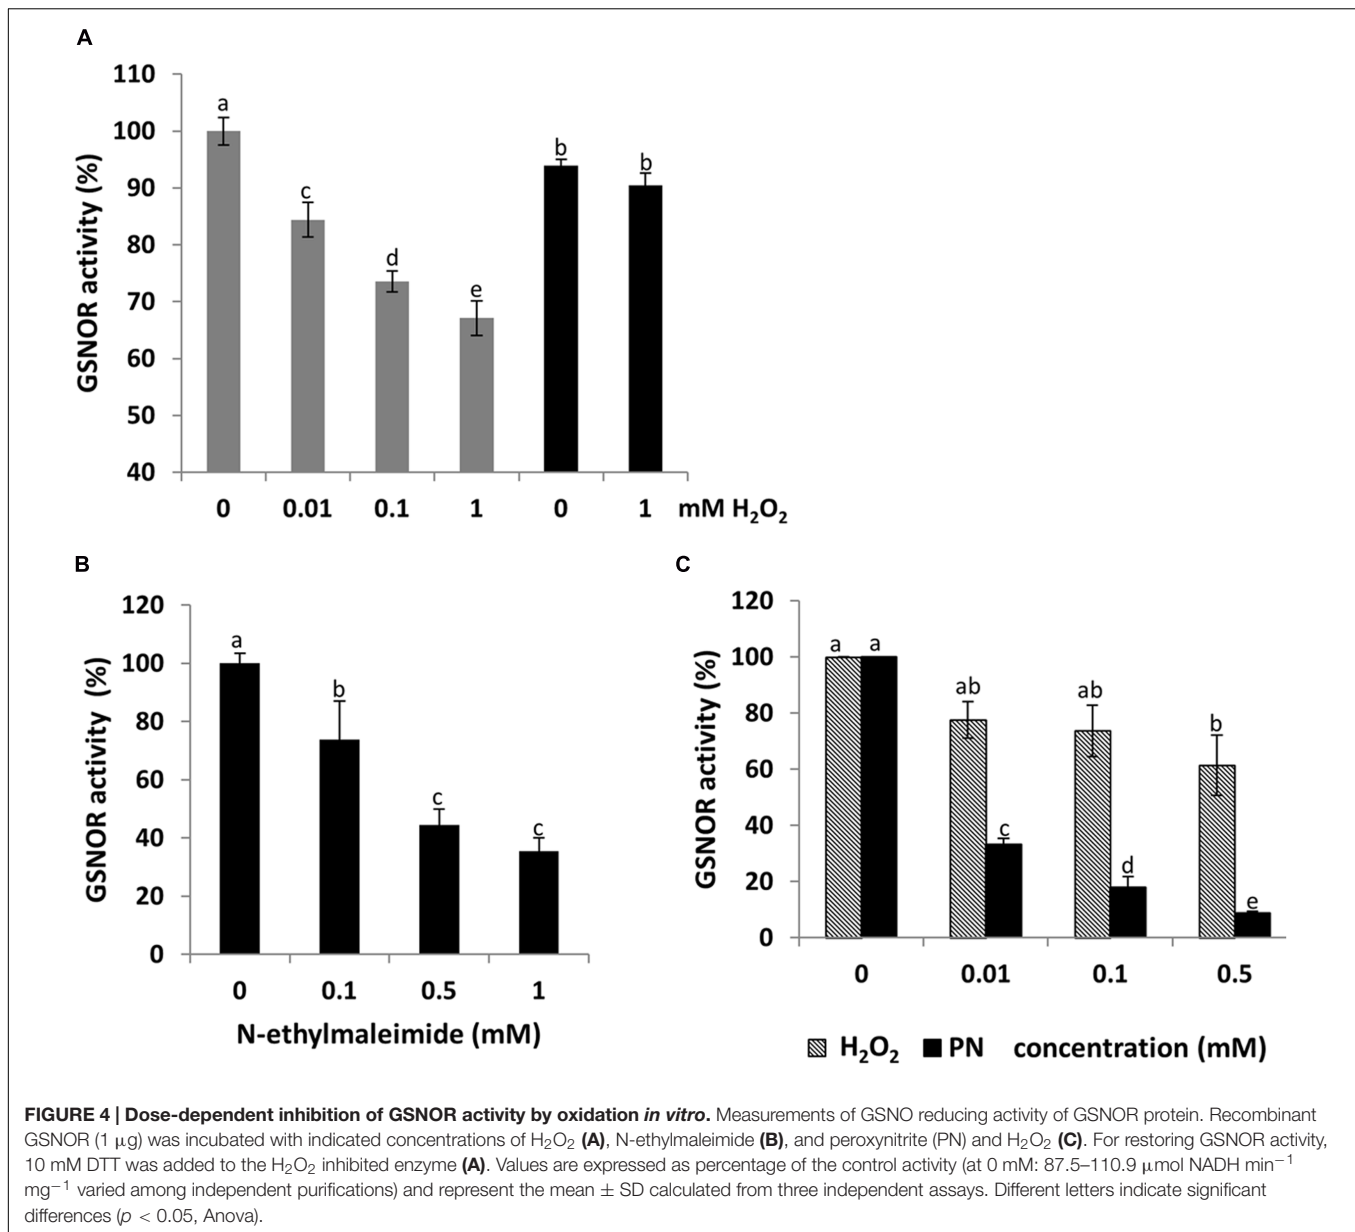 A
110
100
90
80
70
60
50
40
GSNOR activity (%)
a
c
d
e
b
b
0 0.01 0.1 1 0 1 mM H₂O₂
B
120
100
80
60
40
20
0
GSNOR activity (%)
a
b
c
c
0 0.1 0.5 1
N-ethylmaleimide (mM)
C
120
100
80
60
40
20
0
GSNOR activity (%)
a a
ab
c
ab
d
b
e
0 0.01 0.1 0.5
H₂O₂ PN concentration (mM)
FIGURE 4 | Dose-dependent inhibition of GSNOR activity by oxidation in vitro. Measurements of GSNO reducing activity of GSNOR protein. Recombinant
GSNOR (1 μg) was incubated with indicated concentrations of H₂O₂ (A), N-ethylmaleimide (B), and peroxynitrite (PN) and H₂O₂ (C). For restoring GSNOR activity,
10 mM DTT was added to the H₂O₂ inhibited enzyme (A). Values are expressed as percentage of the control activity (at 0 mM: 87.5–110.9 μmol NADH min⁻¹
mg⁻¹ varied among independent purifications) and represent the mean ± SD calculated from three independent assays. Different letters indicate significant
differences (p < 0.05, Anova).